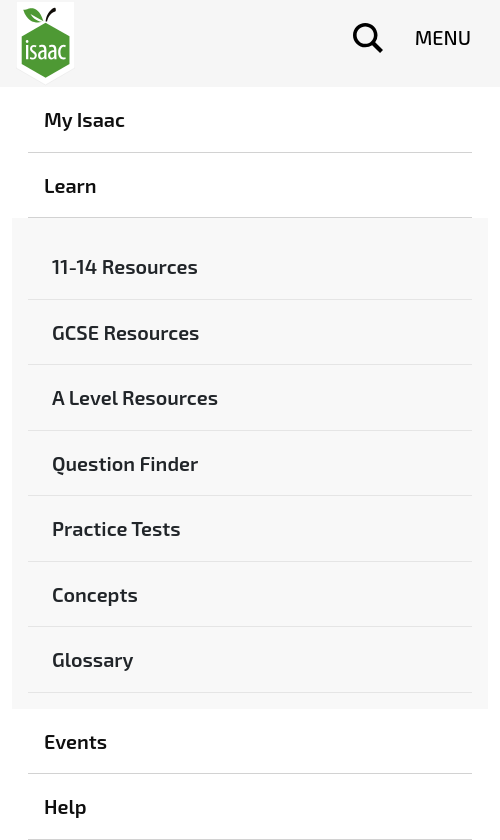 isaac
MENU
My Isaac
Learn
11-14 Resources
GCSE Resources
A Level Resources
Question Finder
Practice Tests
Concepts
Glossary
Events
Help